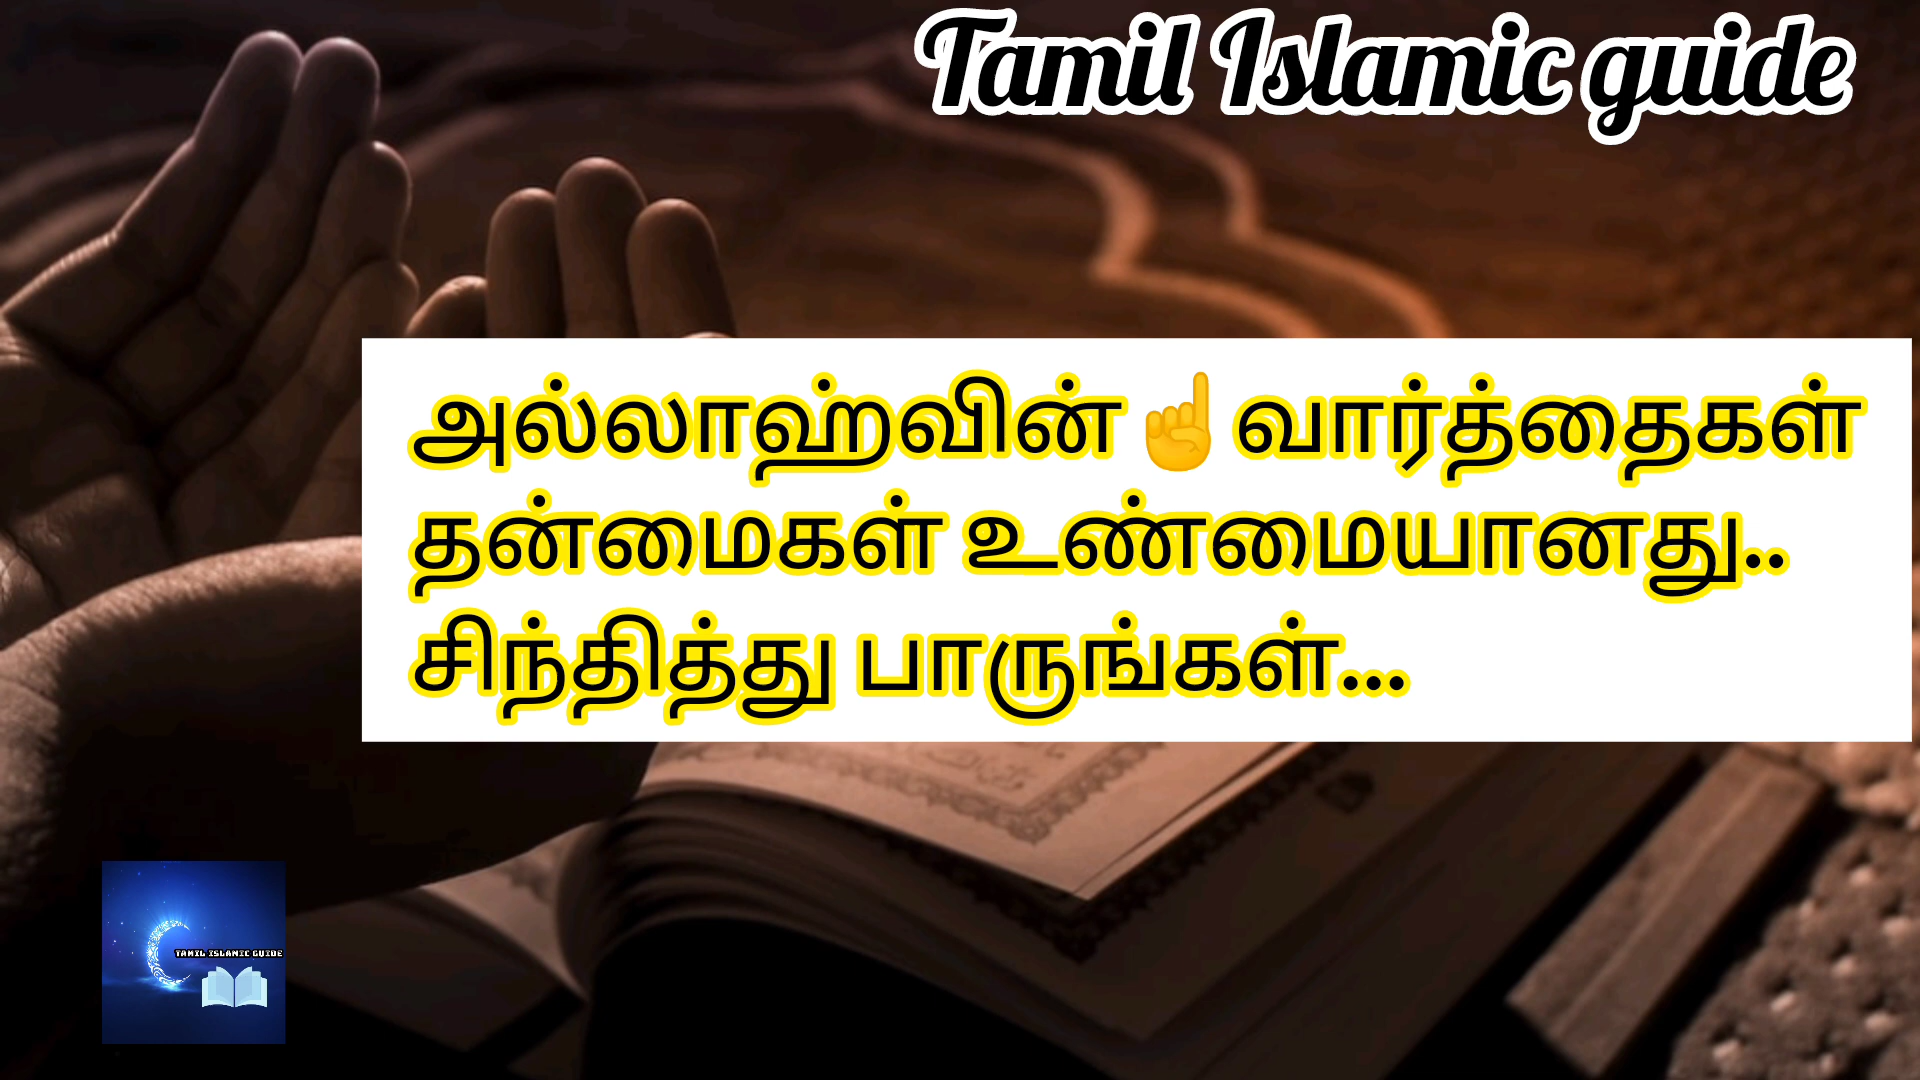 Tamil Islamic guide
அல்லாஹ்வின்☝வார்த்தைகள்
தன்மைகள் உண்மையானது..
சிந்தித்து பாருங்கள்...
TAMIL ISLAMIC GUIDE